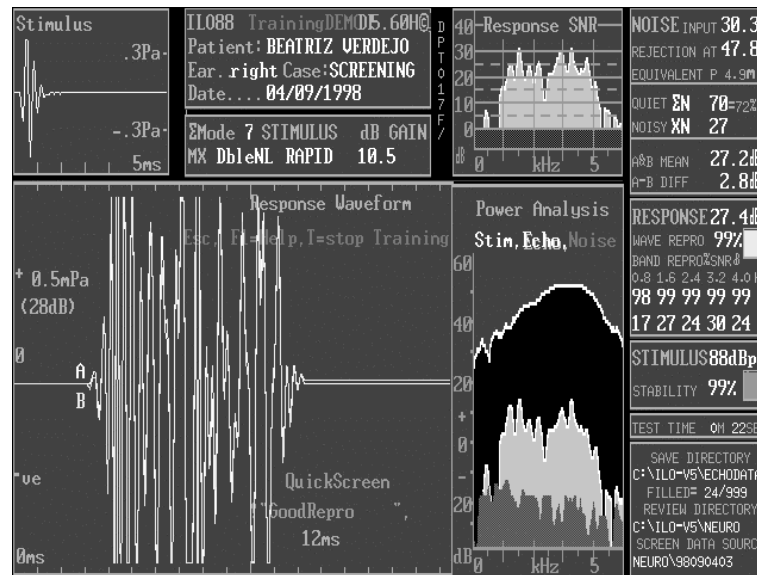 Stimulus
.3Pa
-.3Pa
5ms
ILO88 TrainingDEMO
Patient: BEATRIZ VERDEJO
Ear. right Case:SCREENING
Date.... 04/09/1998
ΣMode 7 STIMULUS dB GAIN
MX DbleNL RAPID 10.5
DPT017F/
Response SNR
40
30
20
10
0
dB 0 kHz 5
NOISE INPUT 30.3
REJECTION AT 47.8
EQUIVALENT P 4.9m
QUIET ΣN 70=72%
NOISY XN 27
A&B MEAN 27.2dB
A-B DIFF 2.8dB
RESPONSE 27.4dB
WAVE REPRO 99%
BAND REPRO%SNRdB
0.8 1.6 2.4 3.2 4.0
98 99 99 99 99
17 27 24 30 24
STIMULUS 88dBp
STABILITY 99%
TEST TIME 0M 22SE
SAVE DIRECTORY
C:\ILO-V5\ECHODATA
FILLED= 24/999
REVIEW DIRECTORY
C:\ILO-V5\NEURO
SCREEN DATA SOURC
NEURO\98090403
Response Waveform
Esc, F1=Help,T=stop Training
+ 0.5mPa
(28dB)
0
A
B
-ve
QuickScreen
"GoodRepro ",
12ms
0ms
Power Analysis
Stim,Echo,Noise
60
40
20
+
0
-
20
dB 0 kHz 5